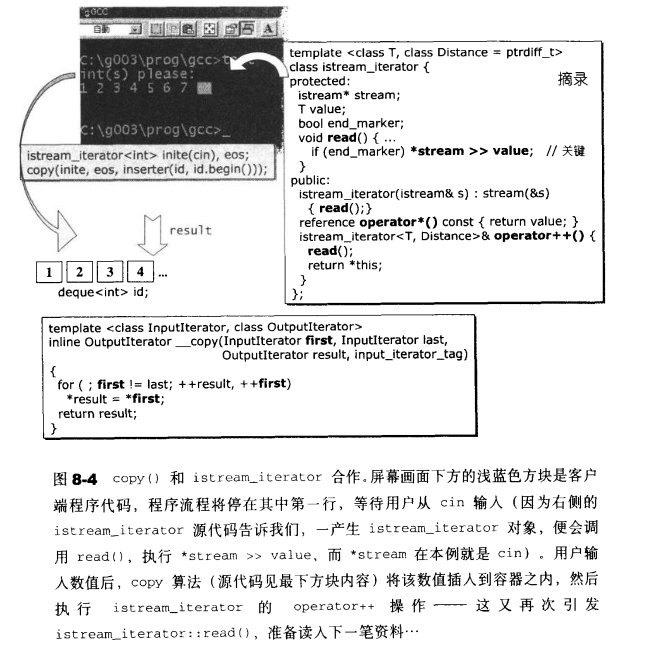 GCC
自動
A
C:\g003\prog\gcc>t
int(s) please:
1 2 3 4 5 6 7
C:\g003\prog\gcc>_
istream_iterator<int> inite(cin), eos;
copy(inite, eos, inserter(id, id.begin()));
result
1 2 3 4 ...
deque<int> id;
template <class T, class Distance = ptrdiff_t>
class istream_iterator {
摘录
protected:
istream* stream;
T value;
bool end_marker;
void read() { ...
if (end_marker) *stream >> value; // 关键
}
public:
istream_iterator(istream& s) : stream(&s)
{ read();}
reference operator*() const { return value; }
istream_iterator<T, Distance>& operator++() {
read();
return *this;
}
};
template <class InputIterator, class OutputIterator>
inline OutputIterator __copy(InputIterator first, InputIterator last,
OutputIterator result, input_iterator_tag)
{
for ( ; first != last; ++result, ++first)
*result = *first;
return result;
}
图 8-4 copy() 和 istream_iterator 合作。屏幕画面下方的浅蓝色方块是客户
端程序代码，程序流程将停在其中第一行，等待用户从 cin 输入（因为右侧的
istream_iterator 源代码告诉我们，一产生 istream_iterator 对象，便会调
用 read()，执行 *stream >> value，而 *stream 在本例就是 cin）。用户输
入数值后，copy 算法（源代码见最下方块内容）将该数值插入到容器之内，然后
执行 istream_iterator 的 operator++ 操作——这又再次引发
istream_iterator::read()，准备读入下一笔资料…